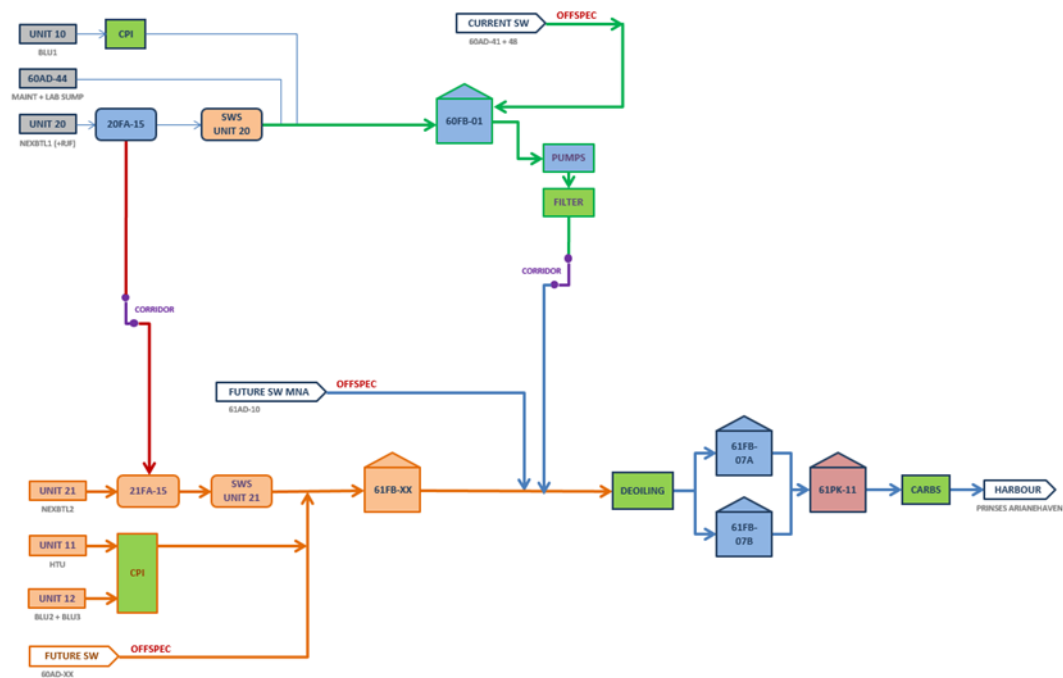 CURRENT SW
OFFSPEC
60AD-41 + 48
UNIT 10
CPI
BLU1
60AD-44
MAINT + LAB SUMP
UNIT 20
20FA-15
SWS
UNIT 20
60FB-01
NEXBTL1 (+RJF)
PUMPS
FILTER
CORRIDOR
CORRIDOR
FUTURE SW MNA
OFFSPEC
61AD-10
UNIT 21
21FA-15
SWS
UNIT 21
61FB-XX
DEOILING
61FB-
07A
61FB-
07B
61PK-11
CARBS
HARBOUR
PRINSES ARIANEHAVEN
NEXBTL2
UNIT 11
HTU
CPI
UNIT 12
BLU2 + BLU3
FUTURE SW
OFFSPEC
60AD-XX